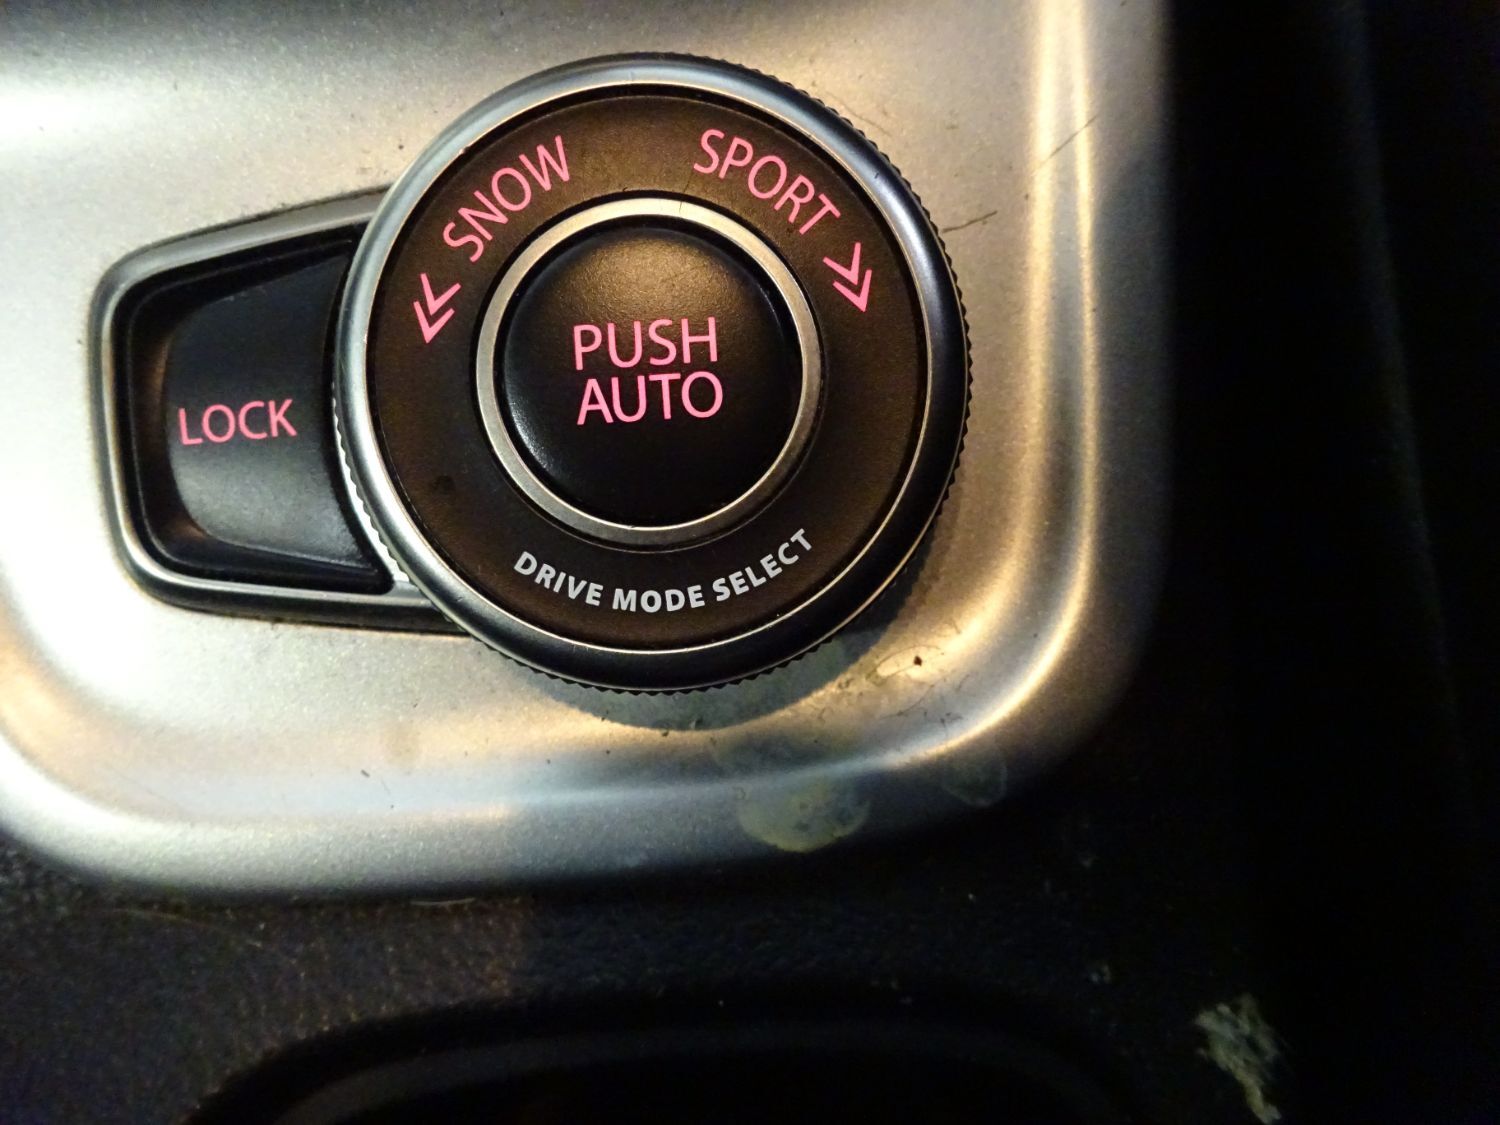 SNOW
SPORT
PUSH
AUTO
LOCK
DRIVE MODE SELECT